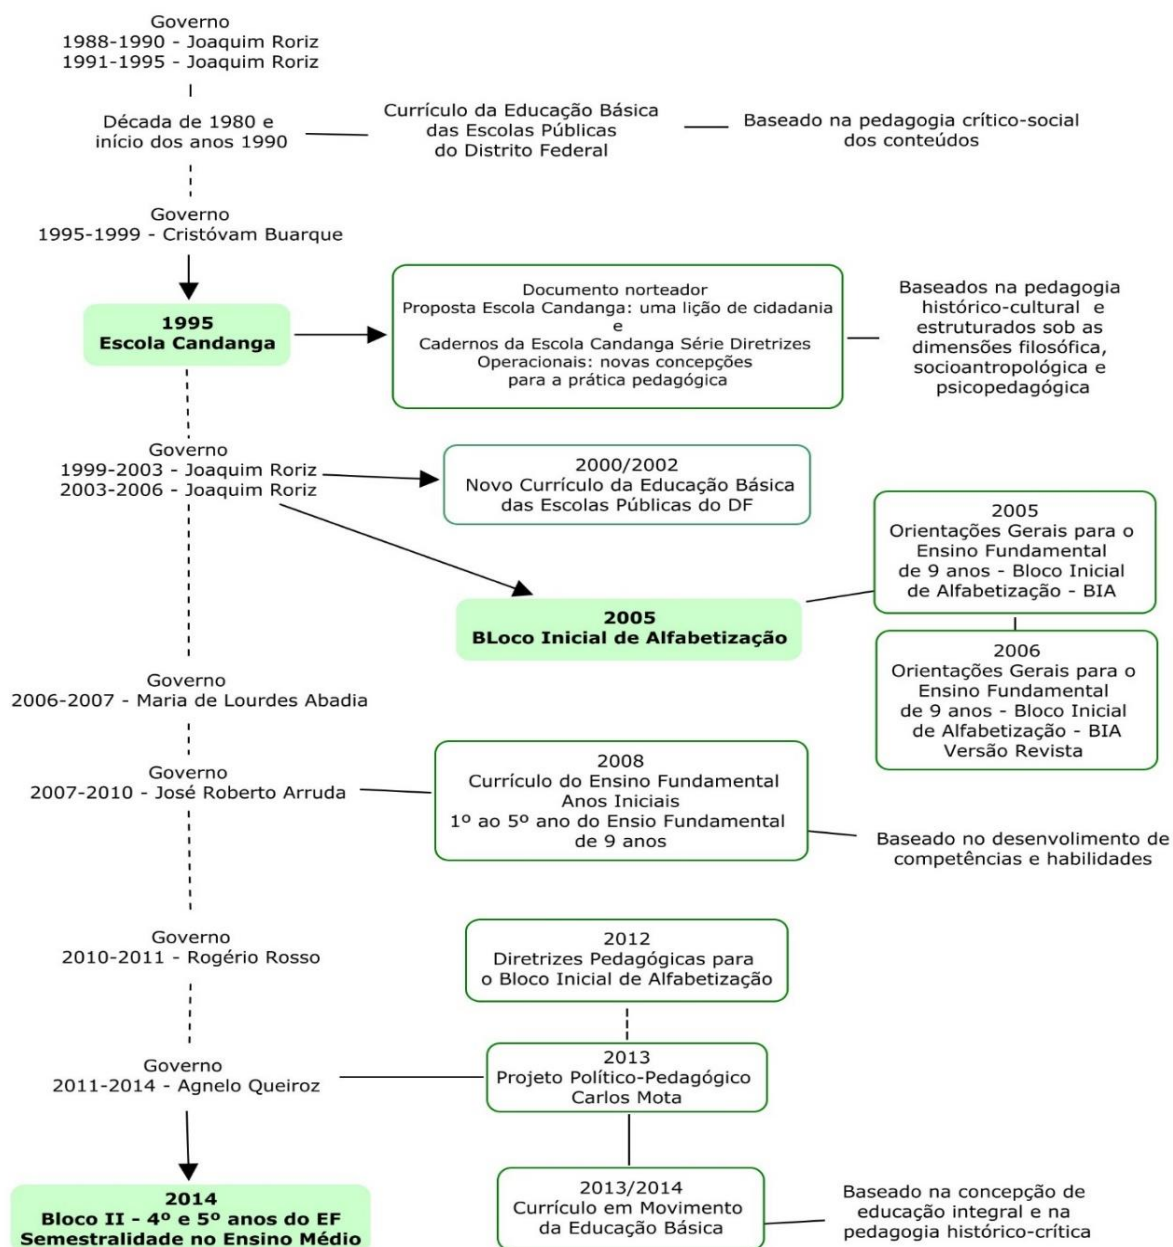 Governo
1988-1990 - Joaquim Roriz
1991-1995 - Joaquim Roriz
Década de 1980 e
início dos anos 1990
Currículo da Educação Básica
das Escolas Públicas
do Distrito Federal
Baseado na pedagogia crítico-social
dos conteúdos
Governo
1995-1999 - Cristóvam Buarque
1995
Escola Candanga
Documento norteador
Proposta Escola Candanga: uma lição de cidadania
e
Cadernos da Escola Candanga Série Diretrizes
Operacionais: novas concepções
para a prática pedagógica
Baseados na pedagogia
histórico-cultural e
estruturados sob as
dimensões filosófica,
socioantropológica e
psicopedagógica
Governo
1999-2003 - Joaquim Roriz
2003-2006 - Joaquim Roriz
2000/2002
Novo Currículo da Educação Básica
das Escolas Públicas do DF
2005
BLoco Inicial de Alfabetização
2005
Orientações Gerais para o
Ensino Fundamental
de 9 anos - Bloco Inicial
de Alfabetização - BIA
2006
Orientações Gerais para o
Ensino Fundamental
de 9 anos - Bloco Inicial
de Alfabetização - BIA
Versão Revista
Governo
2006-2007 - Maria de Lourdes Abadia
Governo
2007-2010 - José Roberto Arruda
2008
Currículo do Ensino Fundamental
Anos Iniciais
1º ao 5º ano do Ensio Fundamental
de 9 anos
Baseado no desenvolimento de
competências e habilidades
Governo
2010-2011 - Rogério Rosso
2012
Diretrizes Pedagógicas para
o Bloco Inicial de Alfabetização
Governo
2011-2014 - Agnelo Queiroz
2013
Projeto Político-Pedagógico
Carlos Mota
2014
Bloco II - 4º e 5º anos do EF
Semestralidade no Ensino Médio
2013/2014
Currículo em Movimento
da Educação Básica
Baseado na concepção de
educação integral e na
pedagogia histórico-crítica